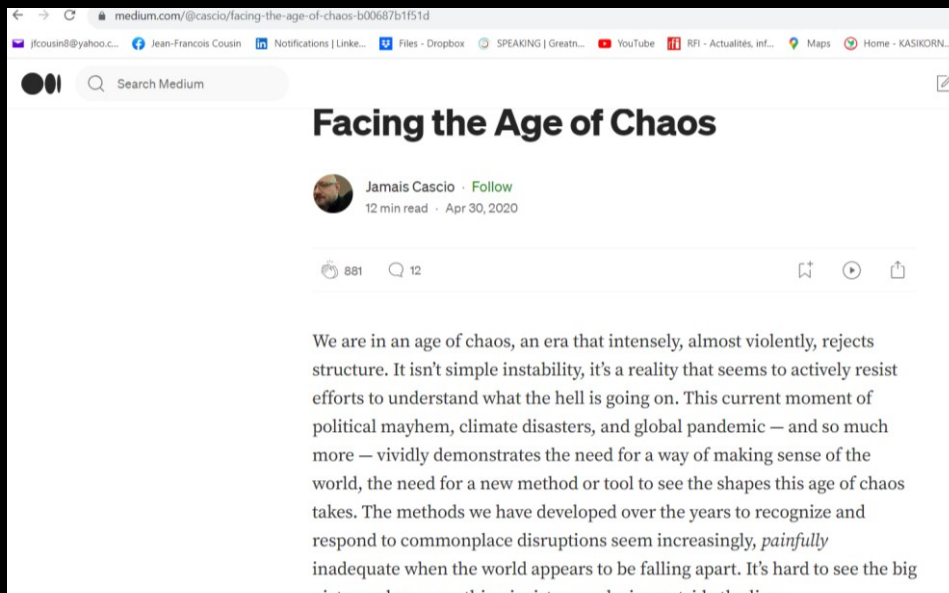 medium.com/@cascio/facing-the-age-of-chaos-b00687b1f51d
jfcousin8@yahoo.c... Jean-Francois Cousin Notifications | Linke... Files - Dropbox SPEAKING | Greatn... YouTube RFI - Actualités, inf... Maps Home - KASIKORN...
Search Medium
Facing the Age of Chaos
Jamais Cascio · Follow
12 min read · Apr 30, 2020
881 12
We are in an age of chaos, an era that intensely, almost violently, rejects
structure. It isn’t simple instability, it’s a reality that seems to actively resist
efforts to understand what the hell is going on. This current moment of
political mayhem, climate disasters, and global pandemic — and so much
more — vividly demonstrates the need for a way of making sense of the
world, the need for a new method or tool to see the shapes this age of chaos
takes. The methods we have developed over the years to recognize and
respond to commonplace disruptions seem increasingly, painfully
inadequate when the world appears to be falling apart. It’s hard to see the big